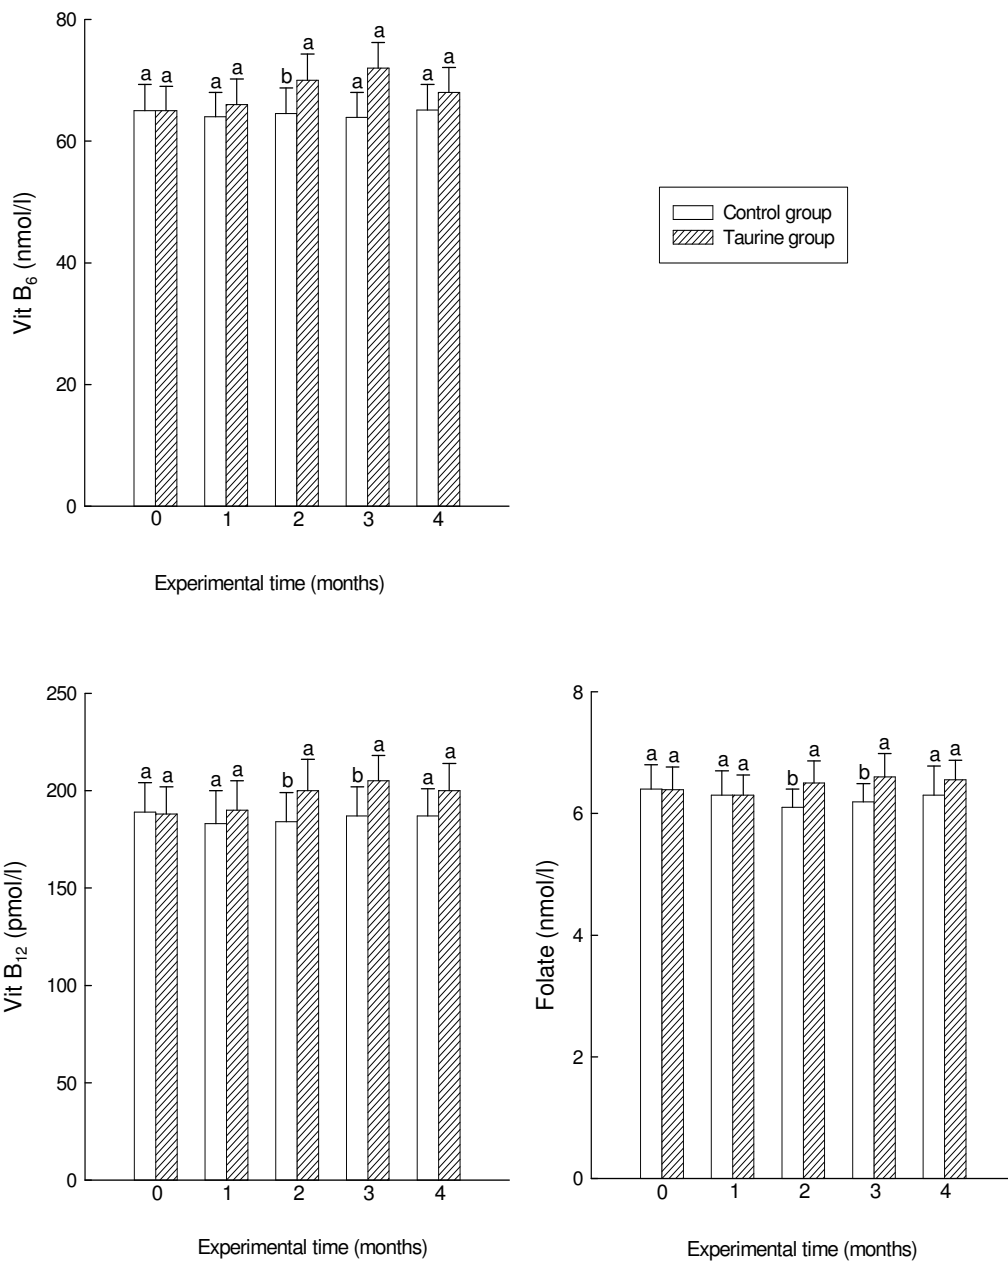 80
60
40
20
0
Vit B6 (nmol/l)
a a a a b a a a a a
0 1 2 3 4
Experimental time (months)
Control group
Taurine group
250
200
150
100
50
0
Vit B12 (pmol/l)
a a a a b a b a a a
0 1 2 3 4
Experimental time (months)
8
6
4
2
0
Folate (nmol/l)
a a a a b a b a a a
0 1 2 3 4
Experimental time (months)